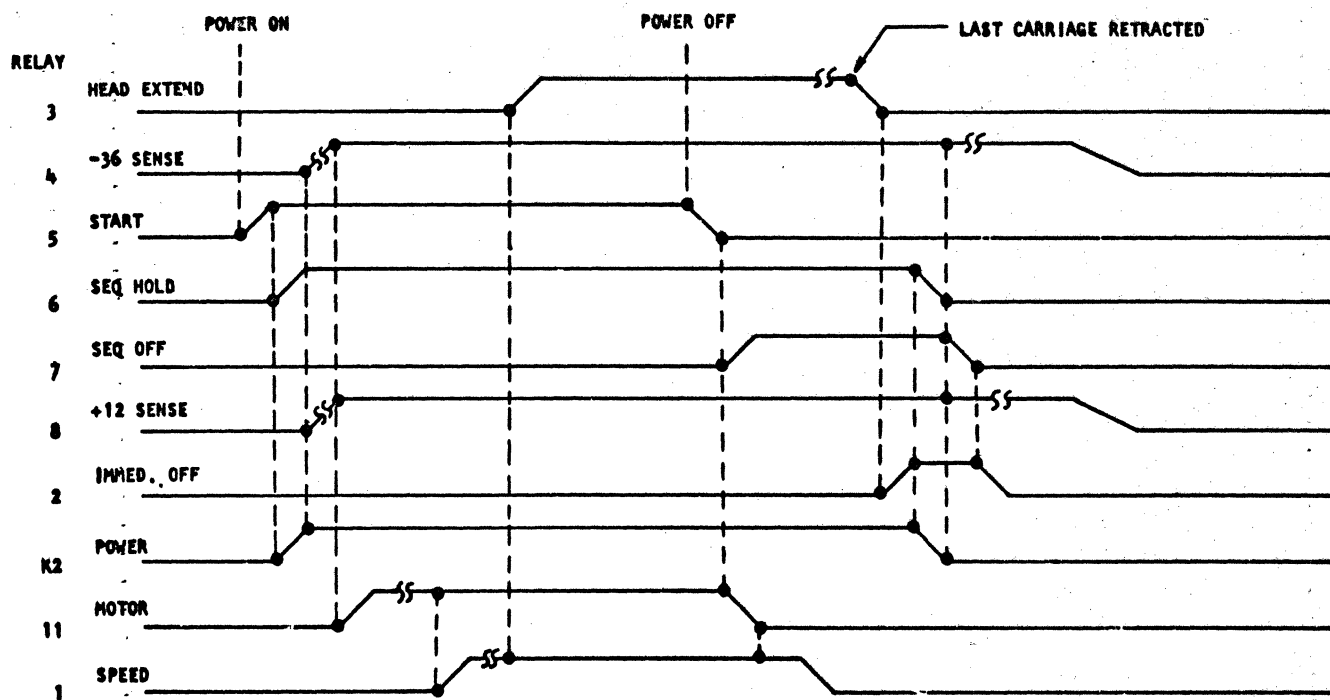 POWER ON
POWER OFF
LAST CARRIAGE RETRACTED
RELAY
HEAD EXTEND
3
-36 SENSE
4
START
5
SEQ HOLD
6
SEQ OFF
7
+12 SENSE
8
IMMED. OFF
2
POWER
K2
MOTOR
11
SPEED
1